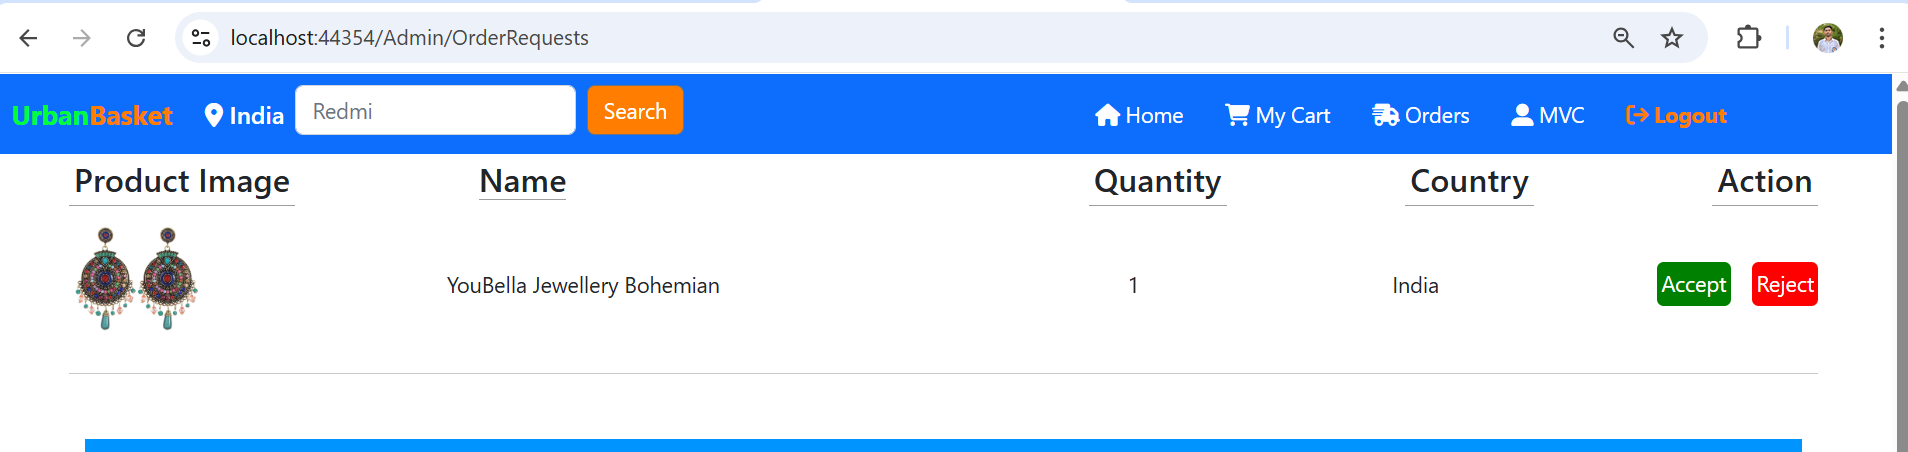 localhost:44354/Admin/OrderRequests
UrbanBasket India Redmi Search Home My Cart Orders MVC Logout
Product Image Name Quantity Country Action
YouBella Jewellery Bohemian 1 India Accept Reject